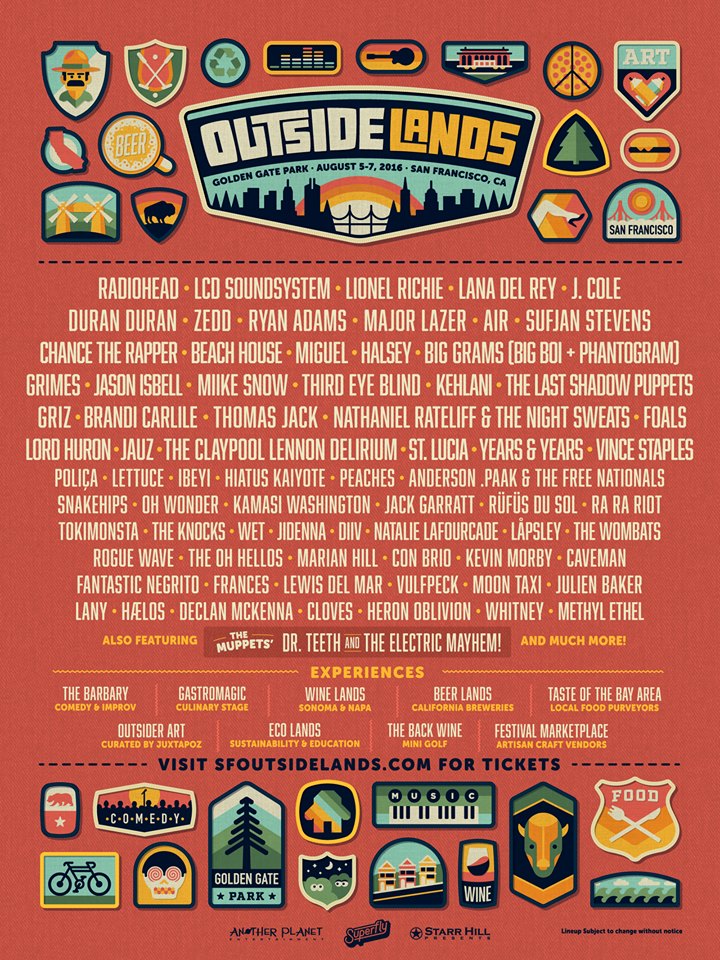 ART
BEER
OUTSIDE LANDS
GOLDEN GATE PARK · AUGUST 5-7, 2016 · SAN FRANCISCO, CA
SAN FRANCISCO
RADIOHEAD • LCD SOUNDSYSTEM • LIONEL RICHIE • LANA DEL REY • J. COLE
DURAN DURAN • ZEDD • RYAN ADAMS • MAJOR LAZER • AIR • SUFJAN STEVENS
CHANCE THE RAPPER • BEACH HOUSE • MIGUEL • HALSEY • BIG GRAMS (BIG BOI + PHANTOGRAM)
GRIMES • JASON ISBELL • MIIKE SNOW • THIRD EYE BLIND • KEHLANI • THE LAST SHADOW PUPPETS
GRIZ • BRANDI CARLILE • THOMAS JACK • NATHANIEL RATELIFF & THE NIGHT SWEATS • FOALS
LORD HURON • JAUZ • THE CLAYPOOL LENNON DELIRIUM • ST. LUCIA • YEARS & YEARS • VINCE STAPLES
POLIÇA • LETTUCE • IBEYI • HIATUS KAIYOTE • PEACHES • ANDERSON .PAAK & THE FREE NATIONALS
SNAKEHIPS • OH WONDER • KAMASI WASHINGTON • JACK GARRATT • RÜFÜS DU SOL • RA RA RIOT
TOKIMONSTA • THE KNOCKS • WET • JIDENNA • DIIV • NATALIE LAFOURCADE • LÅPSLEY • THE WOMBATS
ROGUE WAVE • THE OH HELLOS • MARIAN HILL • CON BRIO • KEVIN MORBY • CAVEMAN
FANTASTIC NEGRITO • FRANCES • LEWIS DEL MAR • VULFPECK • MOON TAXI • JULIEN BAKER
LANY • HÆLOS • DECLAN MCKENNA • CLOVES • HERON OBLIVION • WHITNEY • METHYL ETHEL
ALSO FEATURING THE MUPPETS' DR. TEETH AND THE ELECTRIC MAYHEM! AND MUCH MORE!
EXPERIENCES
THE BARBARY GASTROMAGIC WINE LANDS BEER LANDS TASTE OF THE BAY AREA
COMEDY & IMPROV CULINARY STAGE SONOMA & NAPA CALIFORNIA BREWERIES LOCAL FOOD PURVEYORS
OUTSIDER ART ECO LANDS THE BACK WINE FESTIVAL MARKETPLACE
CURATED BY JUXTAPOZ SUSTAINABILITY & EDUCATION MINI GOLF ARTISAN CRAFT VENDORS
VISIT SFOUTSIDELANDS.COM FOR TICKETS
MUSIC
FOOD
C·O·M·E·D·Y
GOLDEN GATE
PARK
WINE
ANOTHER PLANET
ENTERTAINMENT
Superfly
STARR HILL
PRESENTS
Lineup Subject to change without notice